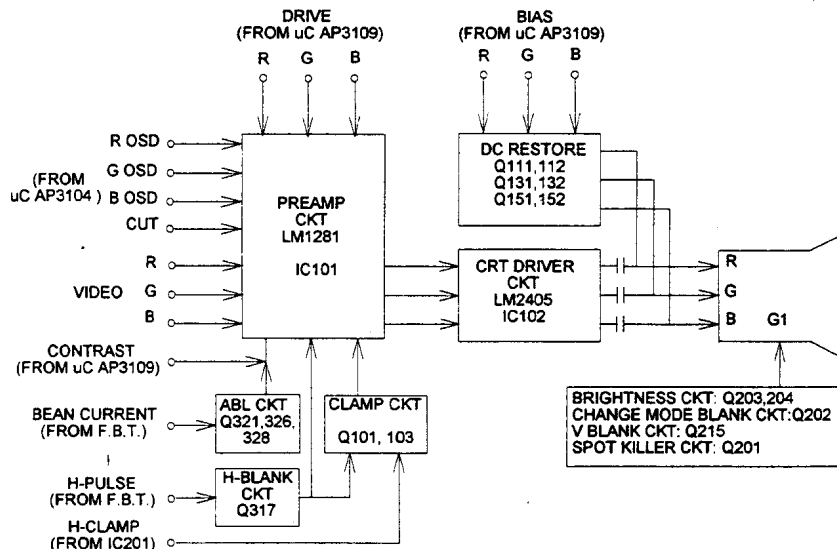 DRIVE
(FROM uC AP3109)
R G B
BIAS
(FROM uC AP3109)
R G B
R OSD
G OSD
(FROM
uC AP3104)
B OSD
CUT
R
VIDEO G
B
PREAMP
CKT
LM1281
IC101
DC RESTORE
Q111,112
Q131,132
Q151,152
CRT DRIVER
CKT
LM2405
IC102
R
G
B G1
CONTRAST
(FROM uC AP3109)
BEAN CURRENT
(FROM F.B.T.)
ABL CKT
Q321,326,
328
CLAMP CKT
Q101, 103
BRIGHTNESS CKT: Q203,204
CHANGE MODE BLANK CKT:Q202
V BLANK CKT: Q215
SPOT KILLER CKT: Q201
H-PULSE
(FROM F.B.T.)
H-BLANK
CKT
Q317
H-CLAMP
(FROM IC201)